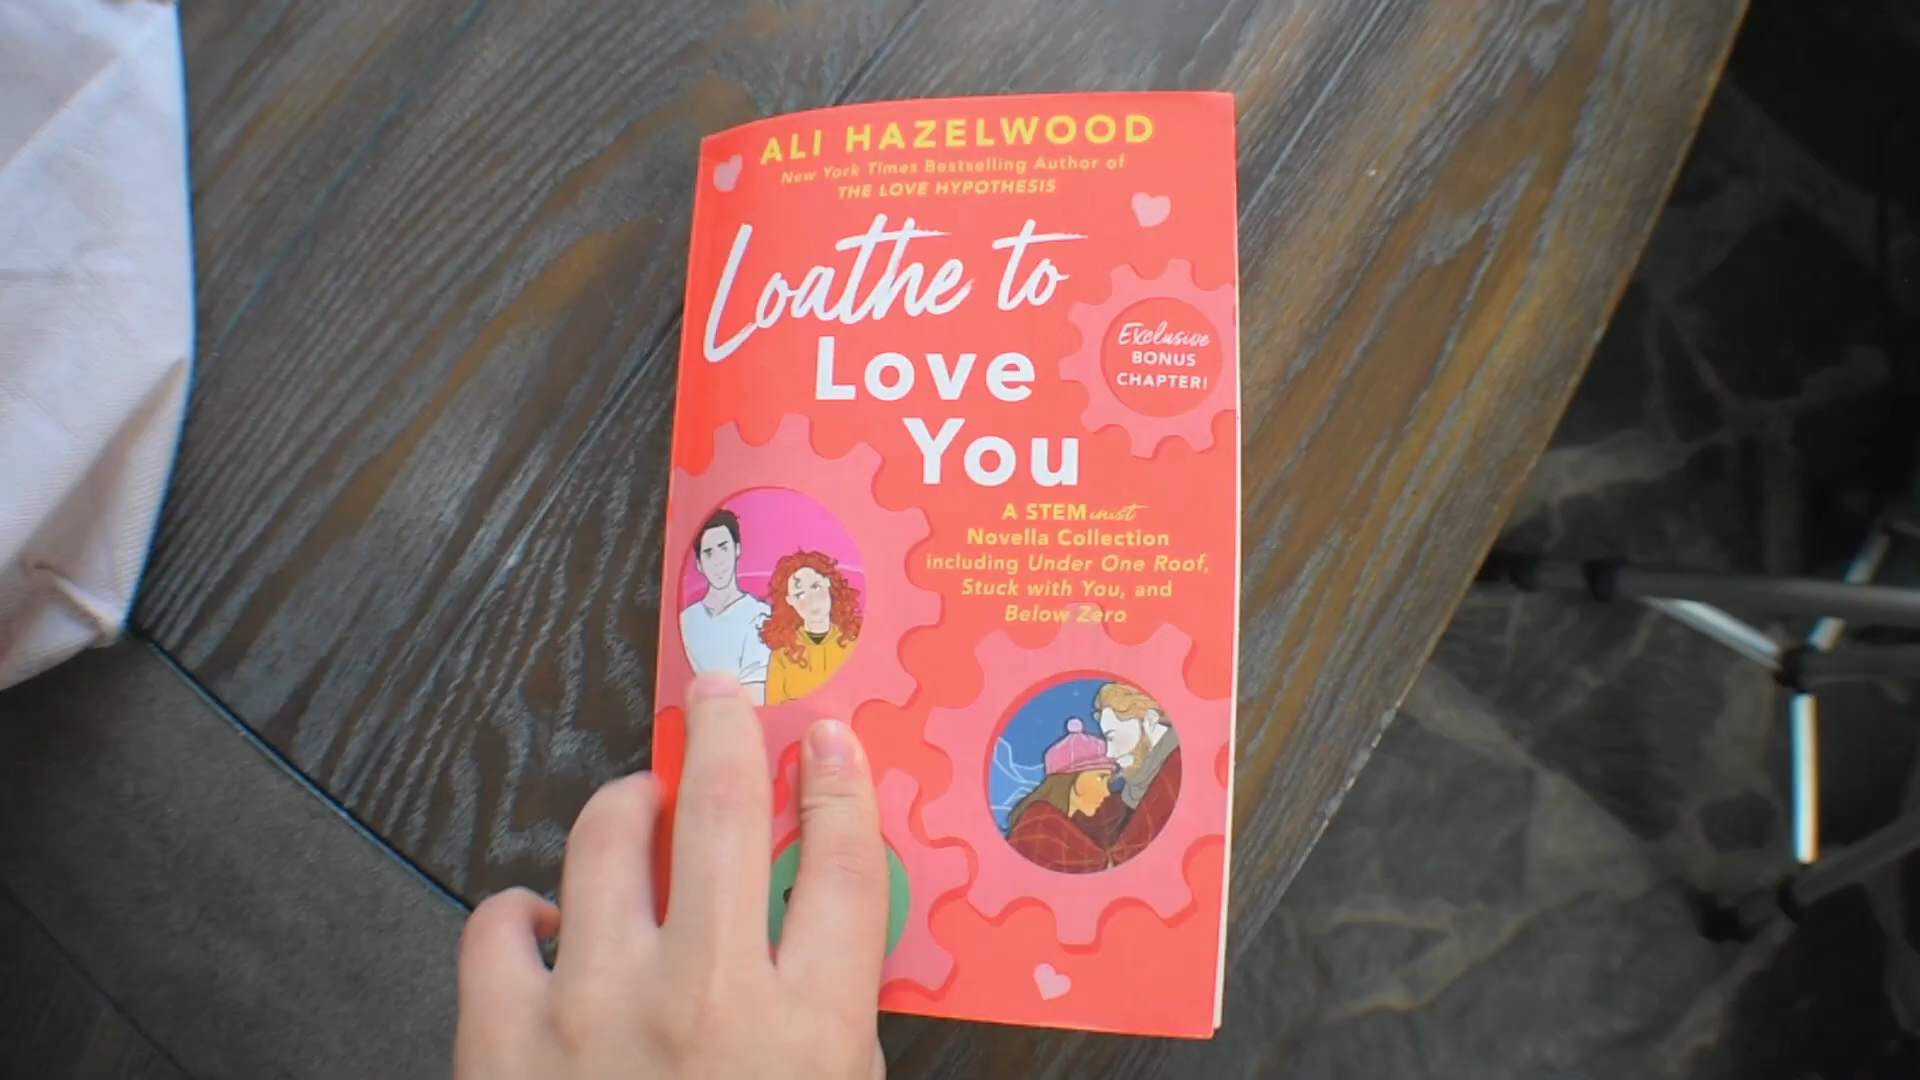 ALI HAZELWOOD
New York Times Bestselling Author of
THE LOVE HYPOTHESIS
Loathe to
Love
You
Exclusive
BONUS
CHAPTER!
A STEMinist
Novella Collection
including Under One Roof,
Stuck with You, and
Below Zero